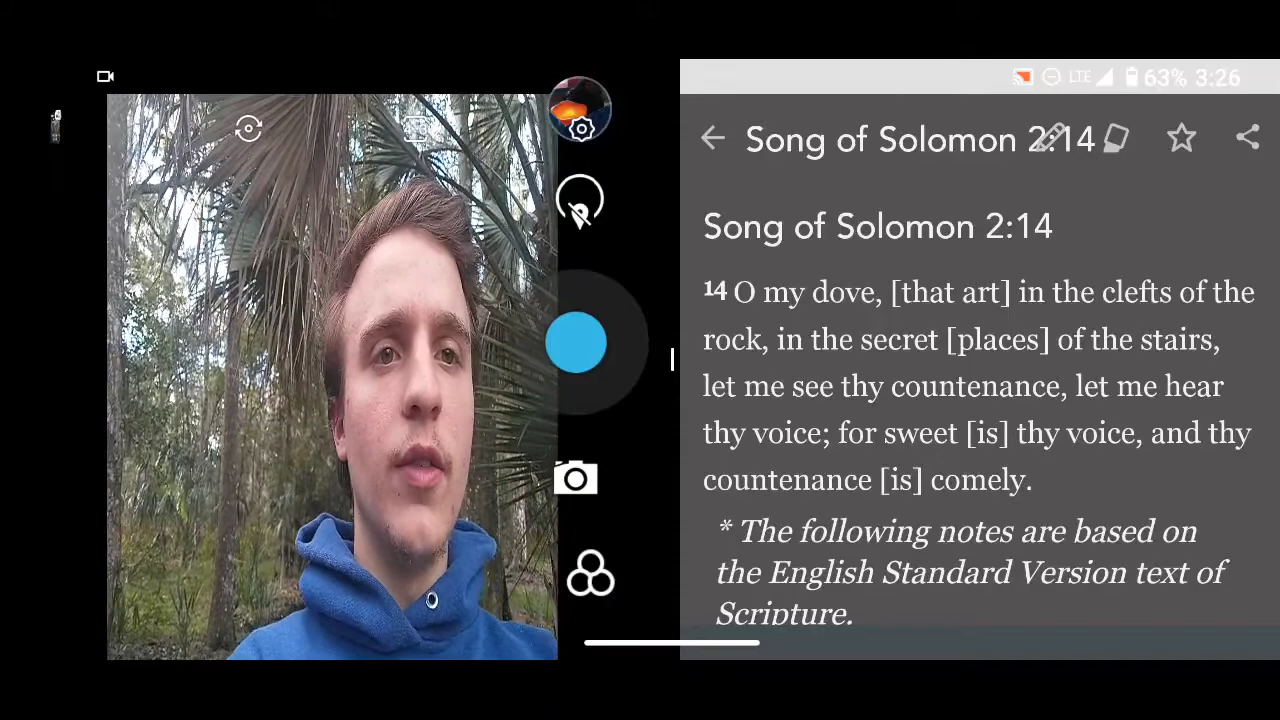 LTE 63% 3:26
Song of Solomon 2:14
Song of Solomon 2:14
14 O my dove, [that art] in the clefts of the
rock, in the secret [places] of the stairs,
let me see thy countenance, let me hear
thy voice; for sweet [is] thy voice, and thy
countenance [is] comely.
* The following notes are based on
the English Standard Version text of
Scripture.